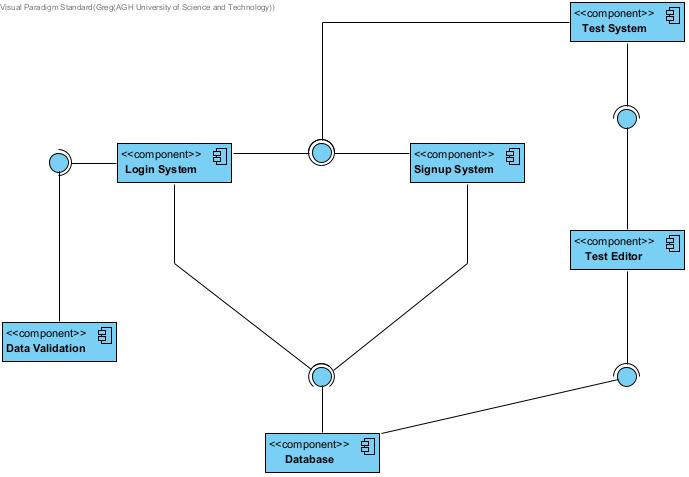 Visual Paradigm Standard(Greg(AGH University of Science and Technology))
<<component>>
Test System
<<component>>
Login System
<<component>>
Signup System
<<component>>
Test Editor
<<component>>
Data Validation
<<component>>
Database